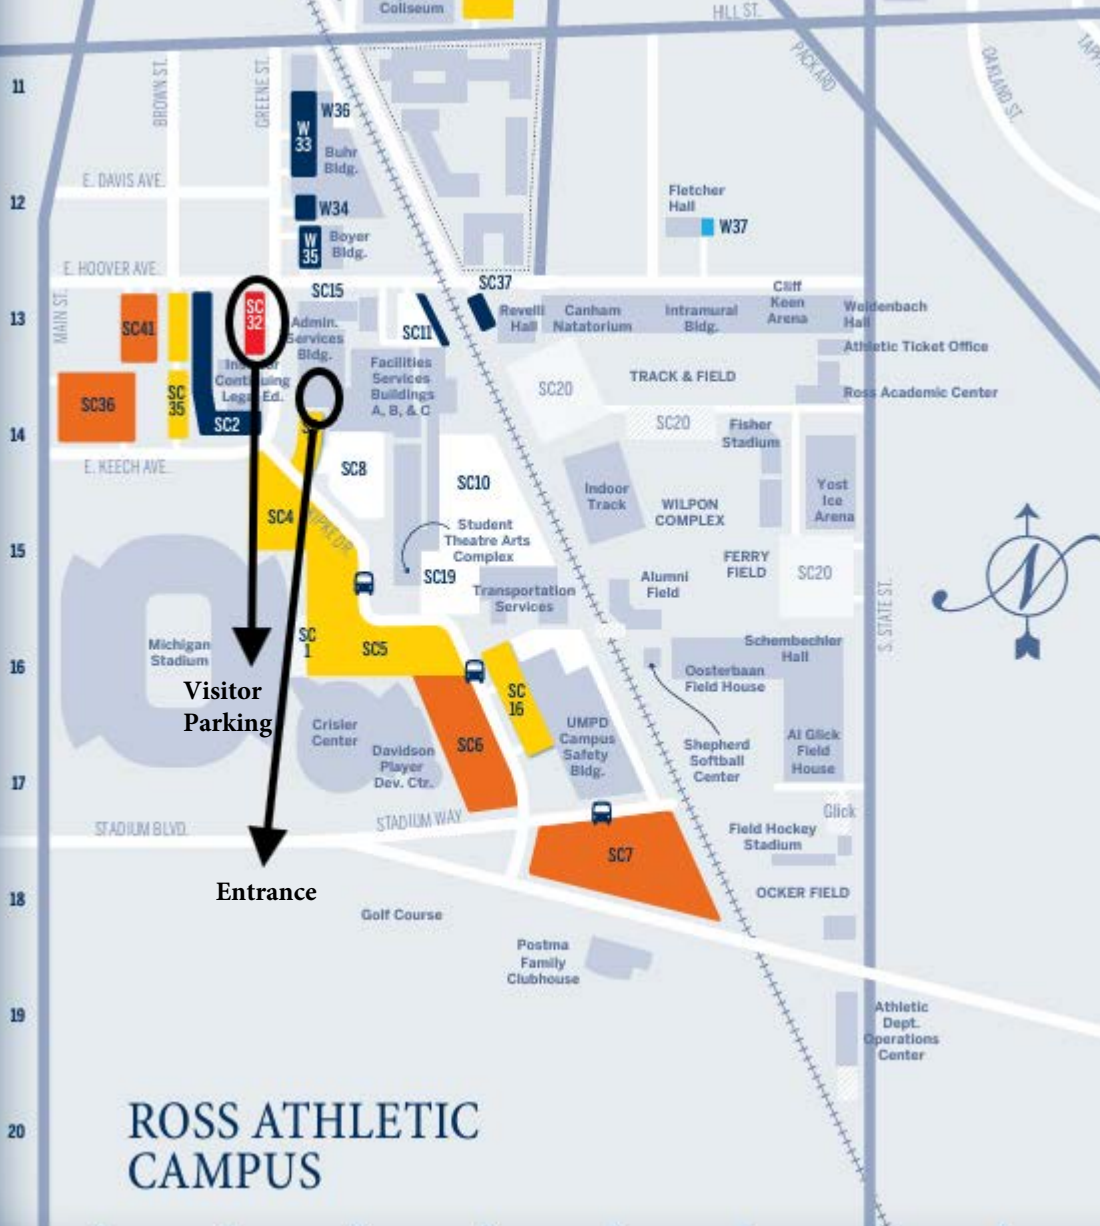 Coliseum
HILL ST.
PACKARD
OAKLAND ST.
11
BROWN ST.
GREENE ST.
W36
W
33
Buhr
Bldg.
E. DAVIS AVE.
12
W34
W
35
Boyer
Bldg.
Fletcher
Hall
W37
E. HOOVER AVE.
SC15
SC37
Cliff
Keen
Arena
13
MAIN ST.
SC41
SC
32
Admin.
Services
Bldg.
SC11
Revelli
Hall
Canham
Natatorium
Intramural
Bldg.
Weidenbach
Hall
Athletic Ticket Office
Continuing
Ed.
Facilities
Services
Buildings
A, B, & C
SC20
TRACK & FIELD
Ross Academic Center
SC36
SC
35
SC2
14
SC20
Fisher
Stadium
E. KEECH AVE.
SC8
SC10
Indoor
Track
WILPON
COMPLEX
Yost
Ice
Arena
SC4
KIPKE DR.
Student
Theatre Arts
Complex
15
SC19
Transportation
Services
FERRY
FIELD
SC20
Alumni
Field
S. STATE ST.
N
Michigan
Stadium
SC
1
SC5
16
Schembechler
Hall
Oosterbaan
Field House
Visitor
Parking
SC
16
Crisler
Center
Davidson
Player
Dev. Ctr.
SC6
UMPD
Campus
Safety
Bldg.
Shepherd
Softball
Center
Al Glick
Field
House
17
STADIUM BLVD.
STADIUM WAY
Glick
Field Hockey
Stadium
SC7
Entrance
18
OCKER FIELD
Golf Course
Postma
Family
Clubhouse
19
Athletic
Dept.
Operations
Center
20
ROSS ATHLETIC
CAMPUS